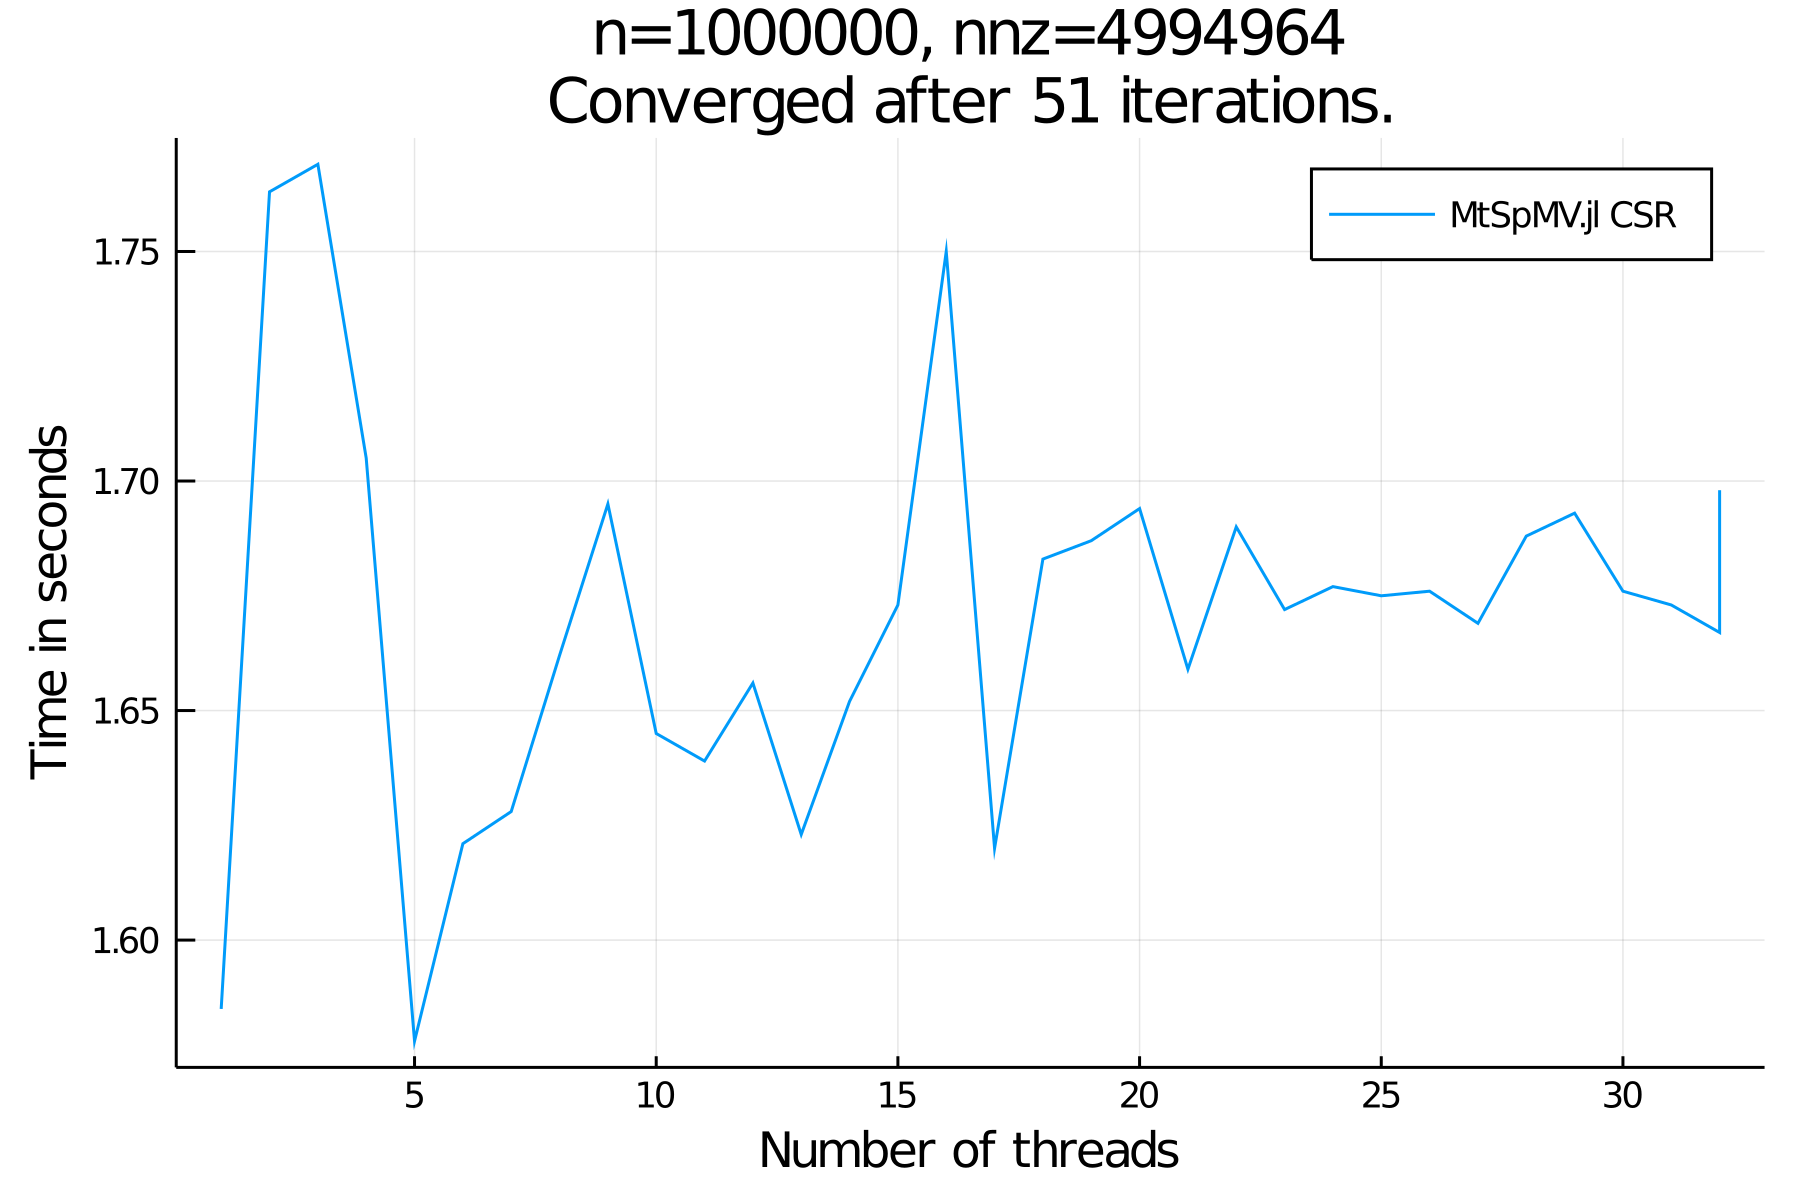 n=1000000, nnz=4994964
Converged after 51 iterations.
MtSpMV.jl CSR
1.75
1.70
1.65
1.60
Time in seconds
5 10 15 20 25 30
Number of threads